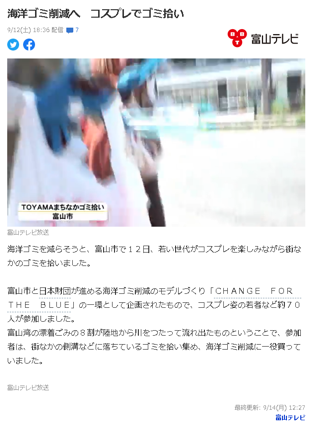 海洋ゴミ削減へ　コスプレでゴミ拾い
9/12(土) 18:26 配信 7
BBT 富山テレビ
TOYAMAまちなかゴミ拾い
富山市
富山テレビ放送
海洋ゴミを減らそうと、富山市で１２日、若い世代がコスプレを楽しみながら街な
かのゴミを拾いました。
富山市と日本財団が進める海洋ゴミ削減のモデルづくり「ＣＨＡＮＧＥ　ＦＯＲ
ＴＨＥ　ＢＬＵＥ」の一環として企画されたもので、コスプレ姿の若者など約７０
人が参加しました。
富山湾の漂着ごみの８割が陸地から川をつたって流れ出たものということで、参加
者は、街なかの側溝などに落ちているゴミを拾い集め、海洋ゴミ削減に一役買って
いました。
富山テレビ放送
最終更新: 9/14(月) 12:27
富山テレビ